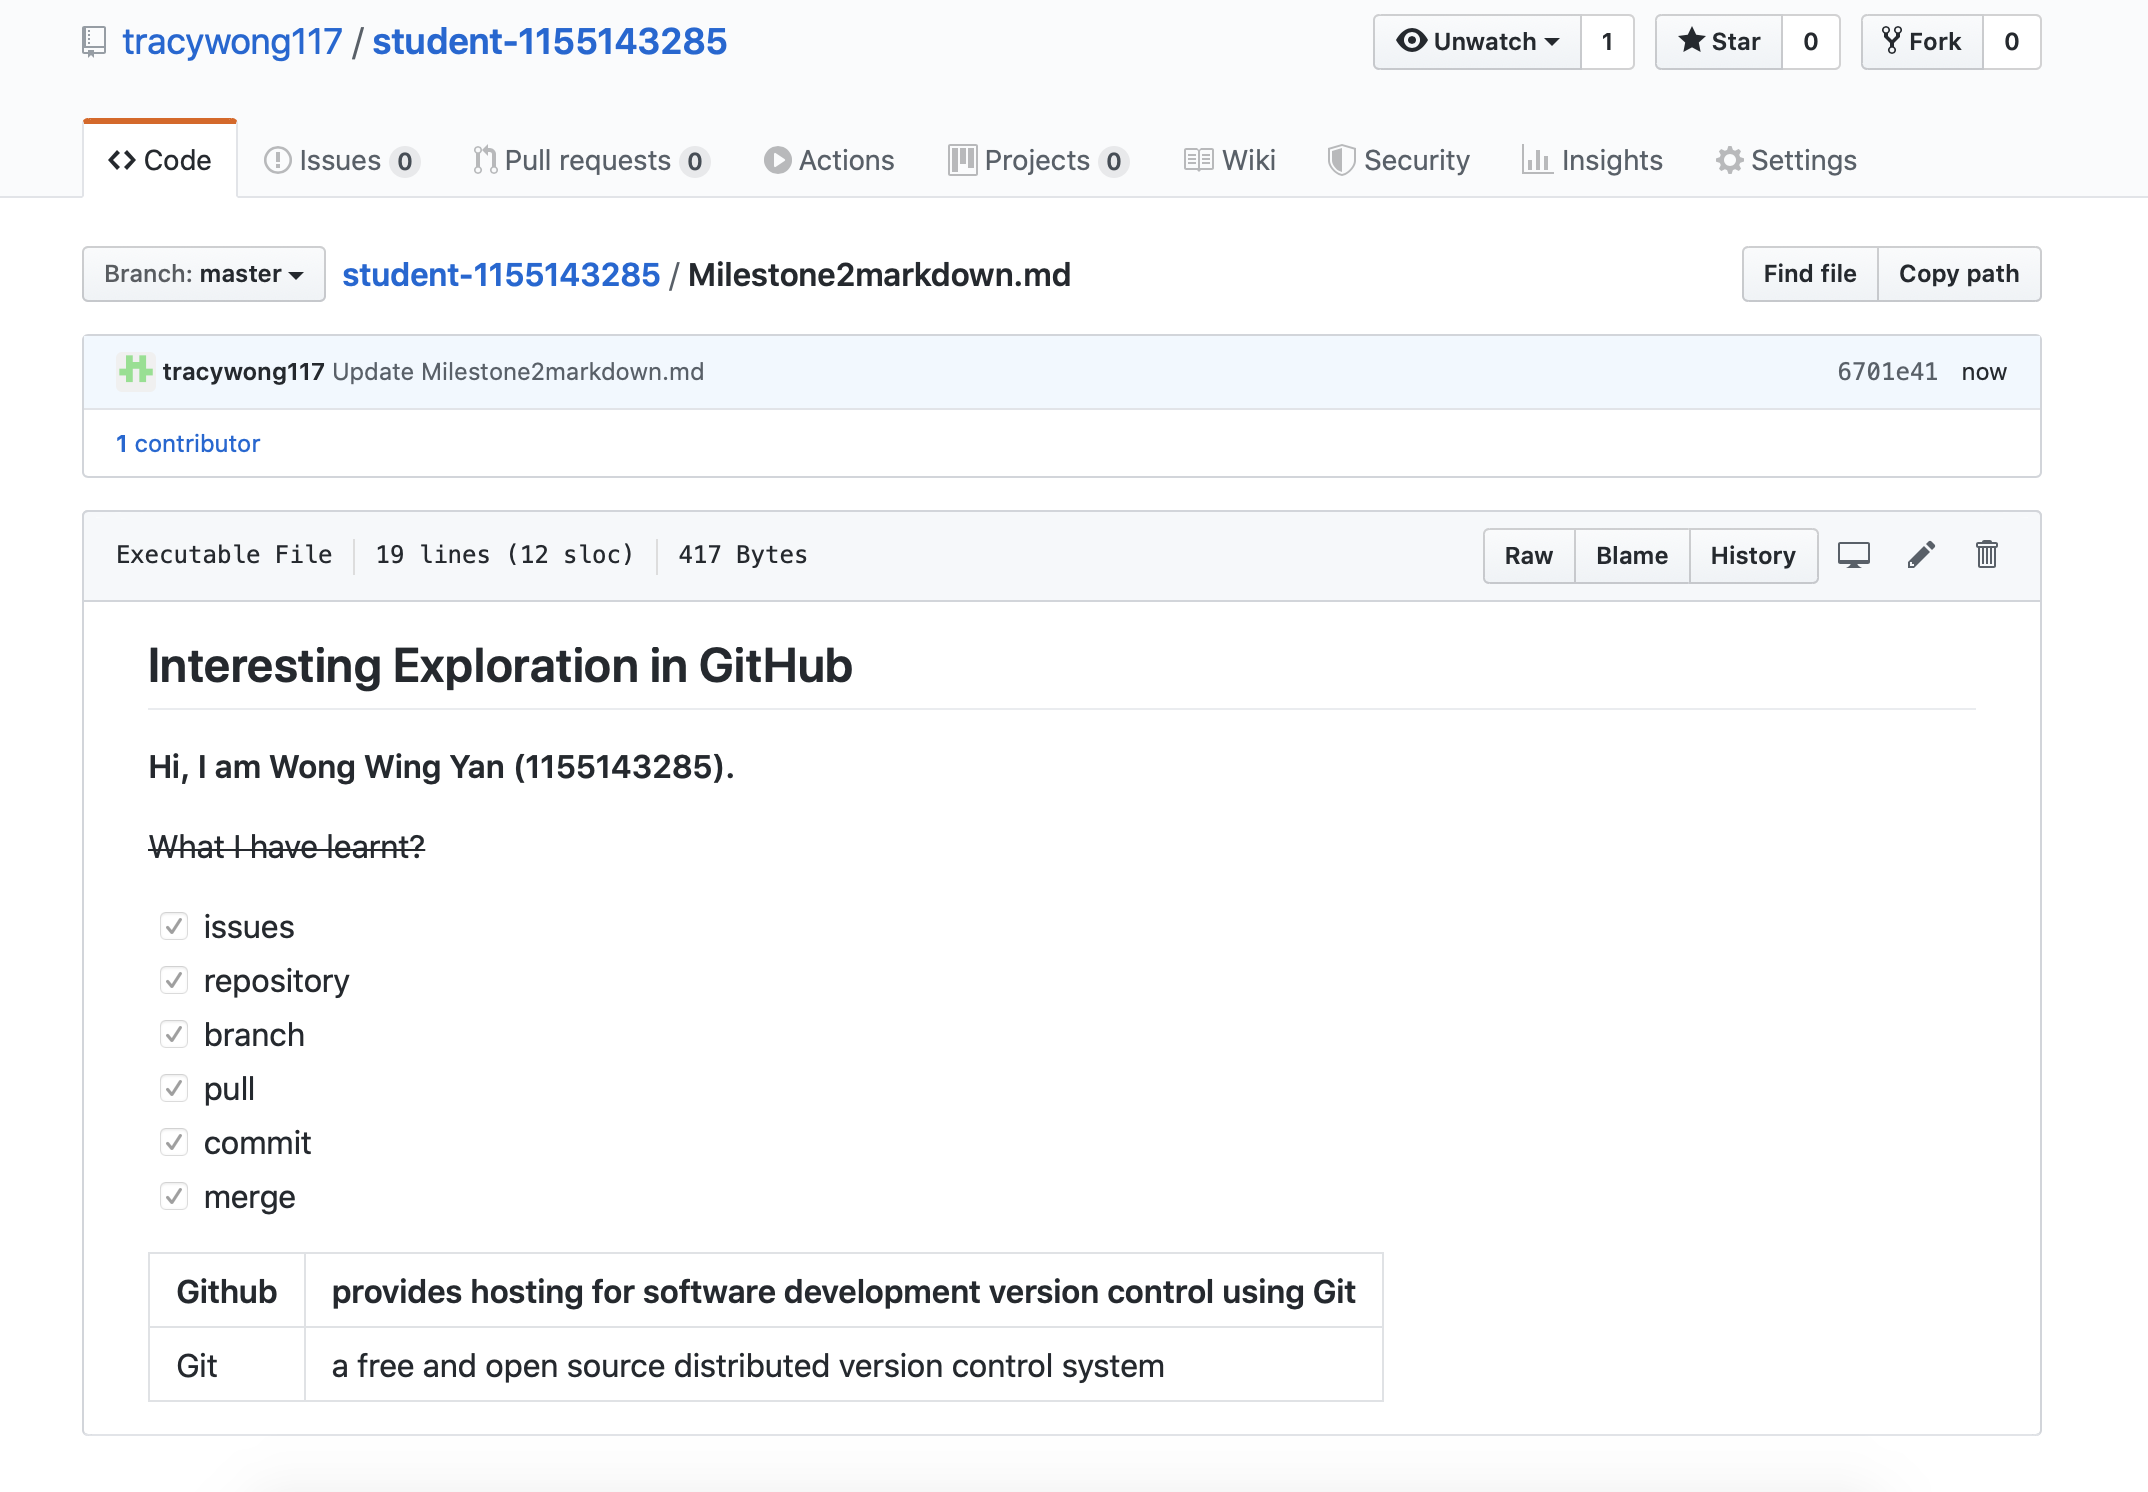 tracywong117 / student-1155143285
Unwatch 1 Star 0 Fork 0
Code Issues 0 Pull requests 0 Actions Projects 0 Wiki Security Insights Settings
Branch: master student-1155143285 / Milestone2markdown.md Find file Copy path
tracywong117 Update Milestone2markdown.md 6701e41 now
1 contributor
Executable File 19 lines (12 sloc) 417 Bytes Raw Blame History
Interesting Exploration in GitHub
Hi, I am Wong Wing Yan (1155143285).
What I have learnt?
issues
repository
branch
pull
commit
merge
Github provides hosting for software development version control using Git
Git a free and open source distributed version control system